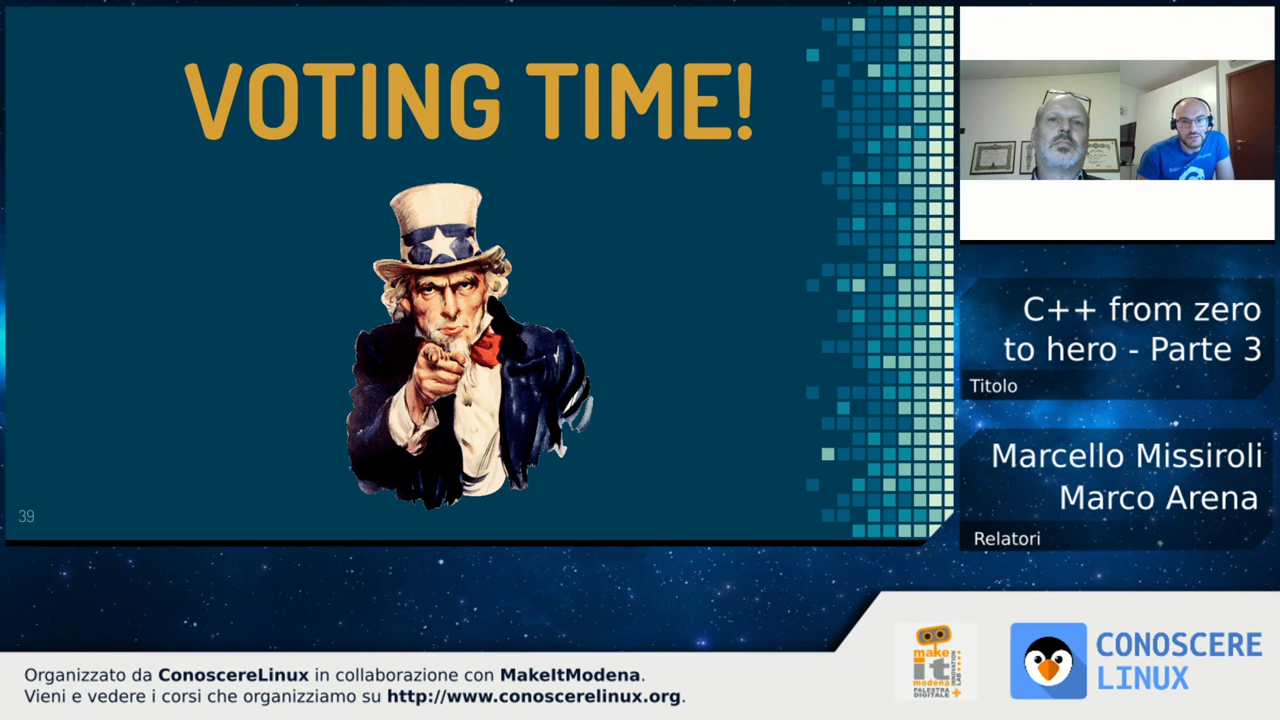 VOTING TIME!
39
C++ from zero
to hero - Parte 3
Titolo
Marcello Missiroli
Marco Arena
Relatori
make
it
modena
PALESTRA
DIGITALE
INNOVATION
LAB
CONOSCERE
LINUX
Organizzato da ConoscereLinux in collaborazione con MakeItModena.
Vieni e vedere i corsi che organizziamo su http://www.conoscerelinux.org.